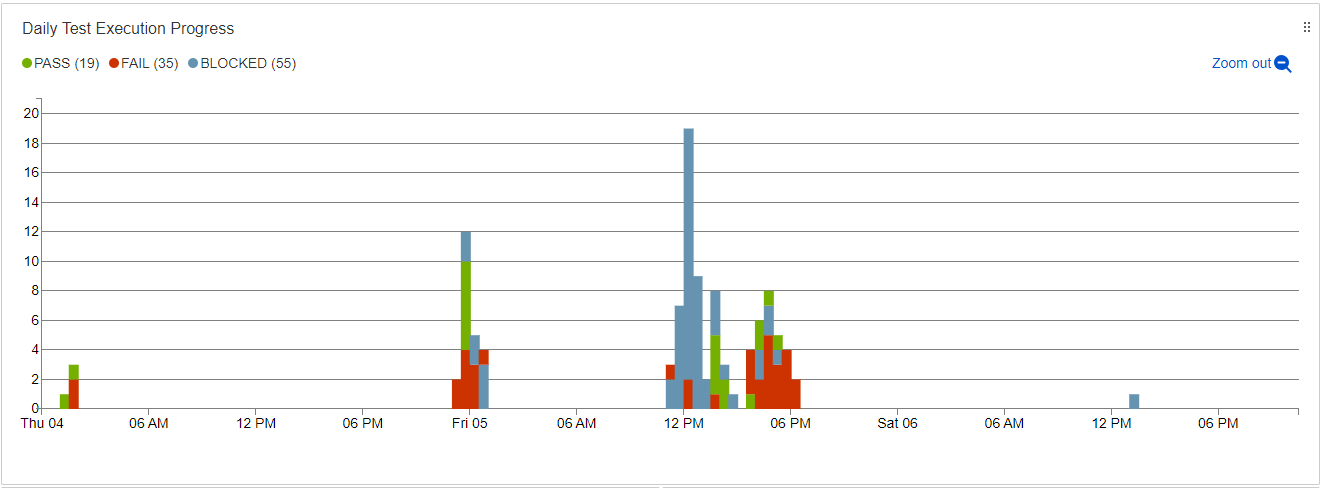 Daily Test Execution Progress
PASS (19) FAIL (35) BLOCKED (55)
Zoom out
20
18
16
14
12
10
8
6
4
2
0
Thu 04 06 AM 12 PM 06 PM Fri 05 06 AM 12 PM 06 PM Sat 06 06 AM 12 PM 06 PM